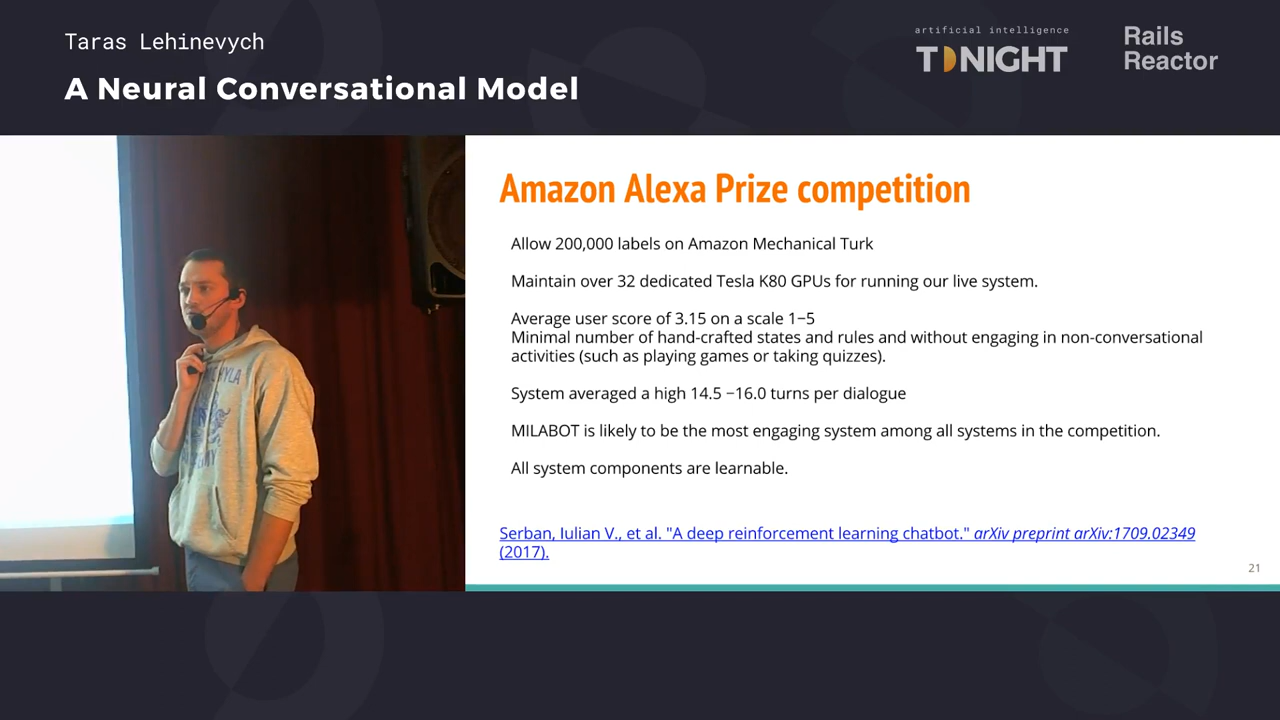 Taras Lehinevych
A Neural Conversational Model
artificial intelligence
TONIGHT
Rails
Reactor
Amazon Alexa Prize competition
Allow 200,000 labels on Amazon Mechanical Turk
Maintain over 32 dedicated Tesla K80 GPUs for running our live system.
Average user score of 3.15 on a scale 1−5
Minimal number of hand-crafted states and rules and without engaging in non-conversational
activities (such as playing games or taking quizzes).
System averaged a high 14.5 −16.0 turns per dialogue
MILABOT is likely to be the most engaging system among all systems in the competition.
All system components are learnable.
Serban, Iulian V., et al. "A deep reinforcement learning chatbot." arXiv preprint arXiv:1709.02349
(2017).
21